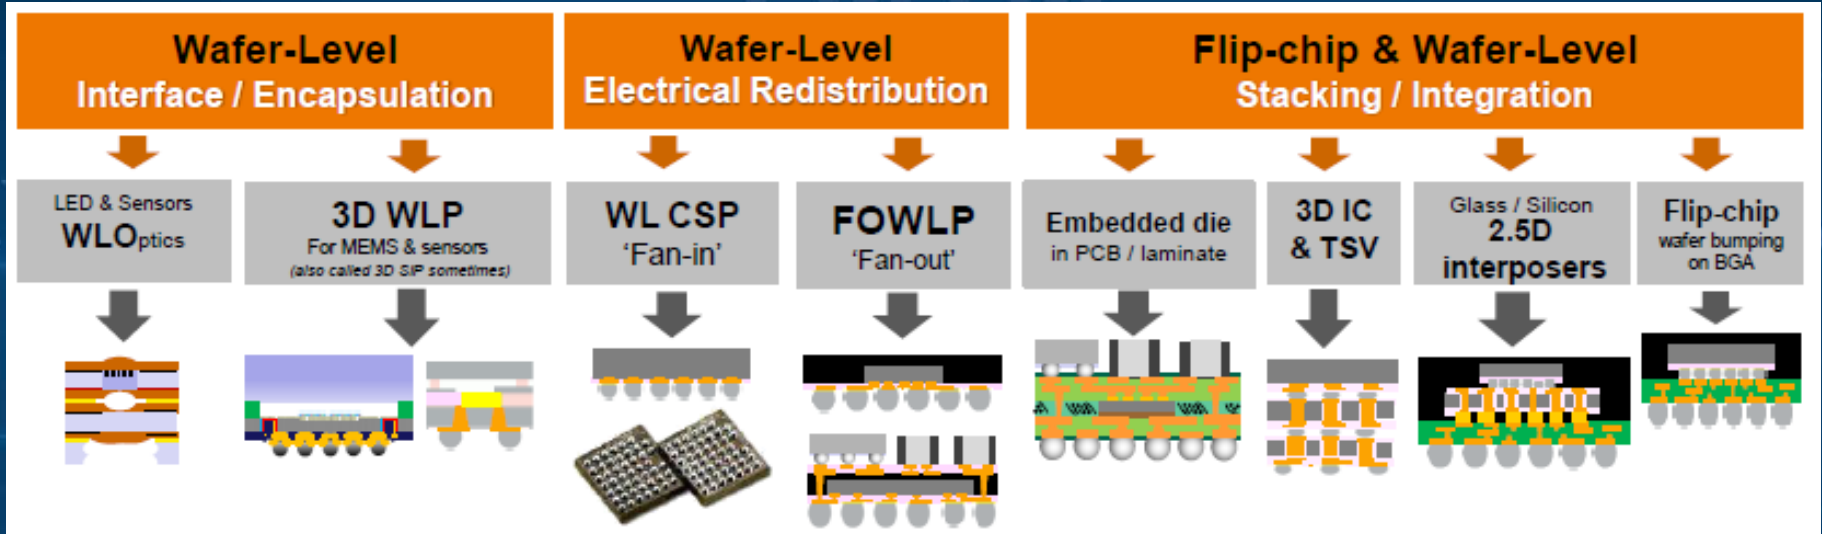 Wafer-Level
Interface / Encapsulation
Wafer-Level
Electrical Redistribution
Flip-chip & Wafer-Level
Stacking / Integration
LED & Sensors
WLOptics
3D WLP
For MEMS & sensors
(also called 3D SIP sometimes)
WL CSP
‘Fan-in’
FOWLP
‘Fan-out’
Embedded die
in PCB / laminate
3D IC
& TSV
Glass / Silicon
2.5D
interposers
Flip-chip
wafer bumping
on BGA